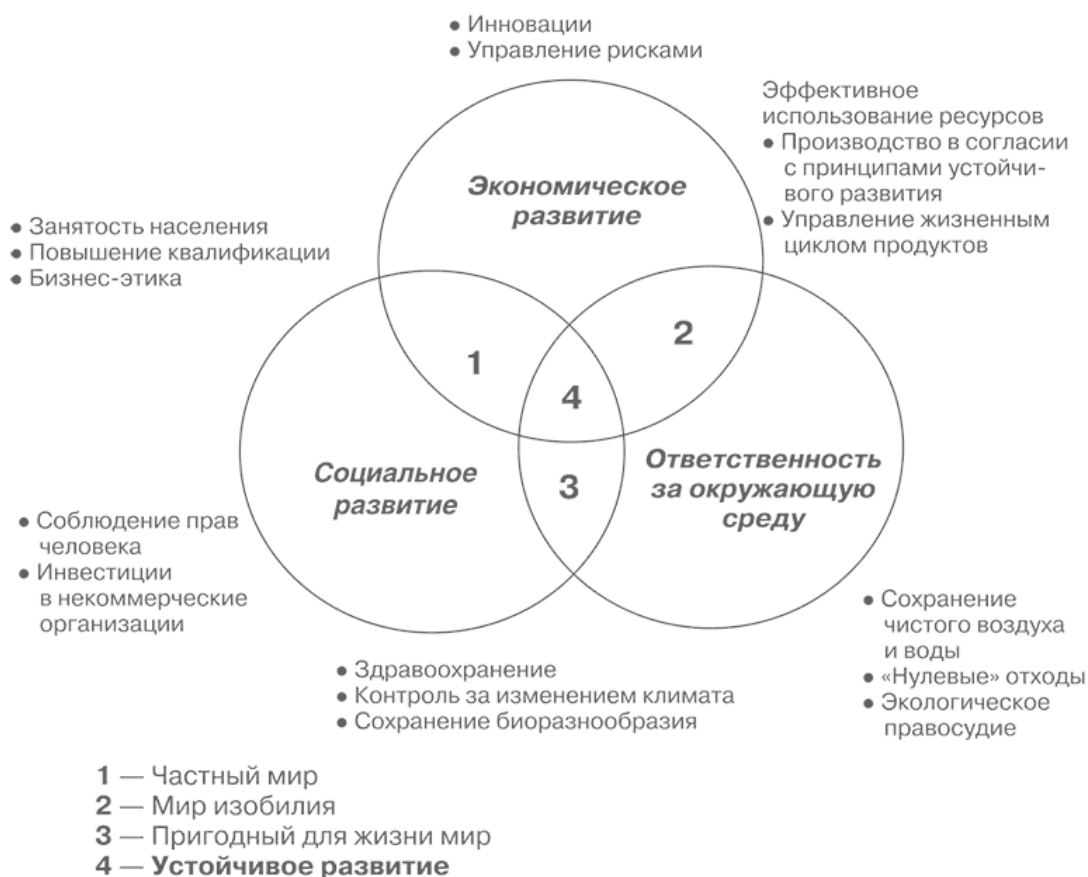 ● Инновации
● Управление рисками
Эффективное
использование ресурсов
● Производство в согласии
с принципами устойчи-
вого развития
● Управление жизненным
циклом продуктов
Экономическое
развитие
● Занятость населения
● Повышение квалификации
● Бизнес-этика
1
2
4
3
Социальное
развитие
Ответственность
за окружающую
среду
● Соблюдение прав
человека
● Инвестиции
в некоммерческие
организации
● Сохранение
чистого воздуха
и воды
● «Нулевые» отходы
● Экологическое
правосудие
● Здравоохранение
● Контроль за изменением климата
● Сохранение биоразнообразия
1 — Частный мир
2 — Мир изобилия
3 — Пригодный для жизни мир
4 — Устойчивое развитие